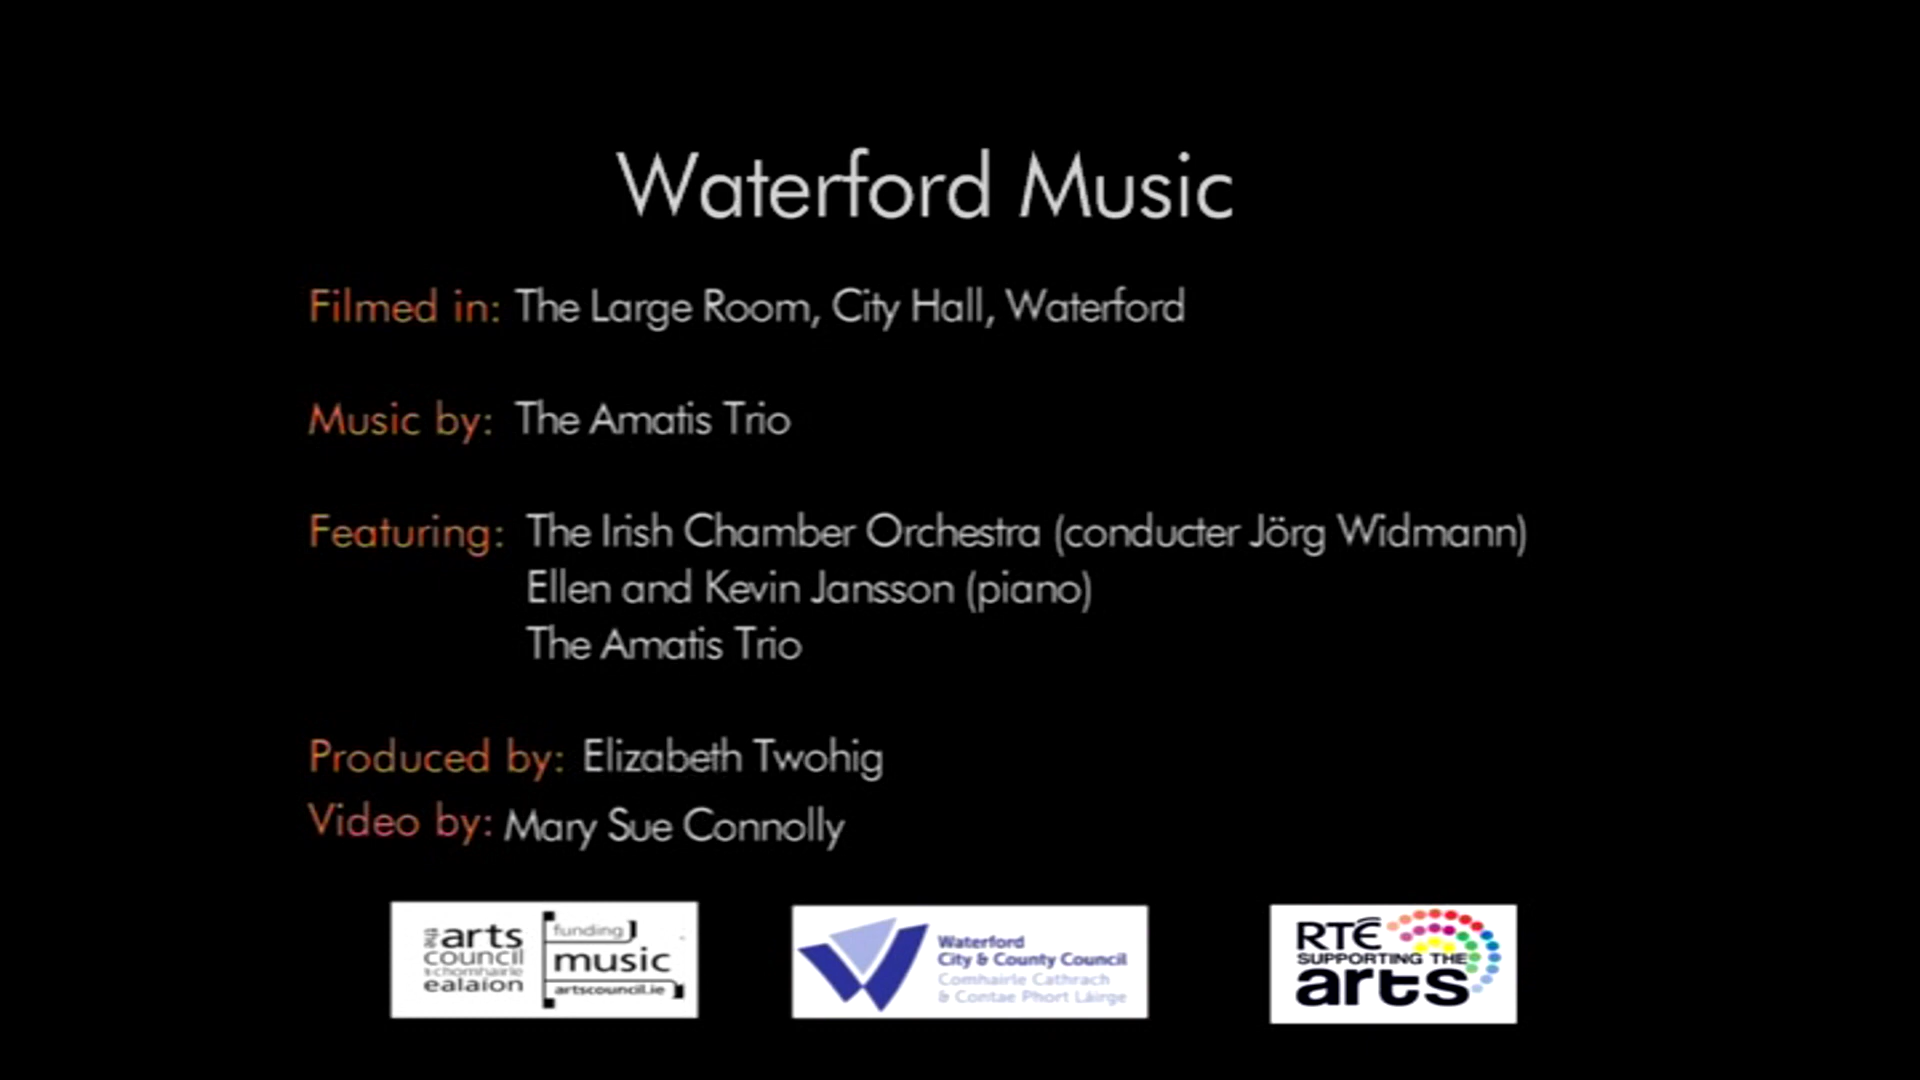 Waterford Music
Filmed in: The Large Room, City Hall, Waterford
Music by: The Amatis Trio
Featuring: The Irish Chamber Orchestra (conducter Jörg Widmann)
Ellen and Kevin Jansson (piano)
The Amatis Trio
Produced by: Elizabeth Twohig
Video by: Mary Sue Connolly
the arts
council
chomhairle
ealaíon
funding
music
artscouncil.ie
Waterford
City & County Council
Comhairle Cathrach
& Contae Phort Láirge
RTÉ
SUPPORTING THE
arts